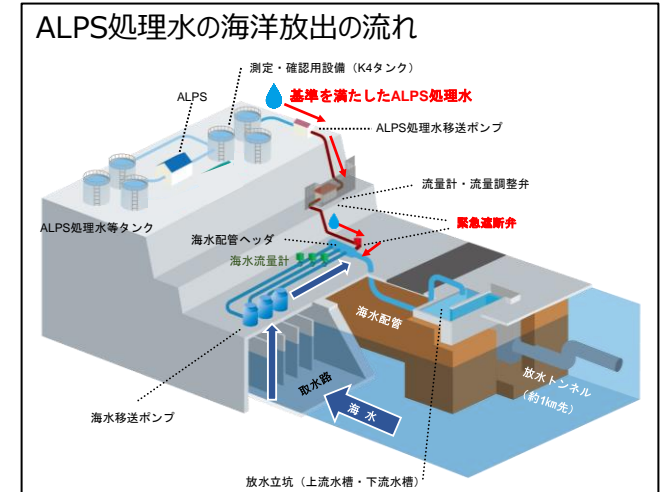 ALPS処理水の海洋放出の流れ
測定・確認用設備(K4タンク)
ALPS
基準を満たしたALPS処理水
ALPS処理水移送ポンプ
流量計・流量調整弁
ALPS処理水等タンク
緊急遮断弁
海水配管ヘッダ
海水流量計
海水配管
放水トンネル
(約1km先)
取水路
海水
海水移送ポンプ
放水立坑(上流水槽・下流水槽)